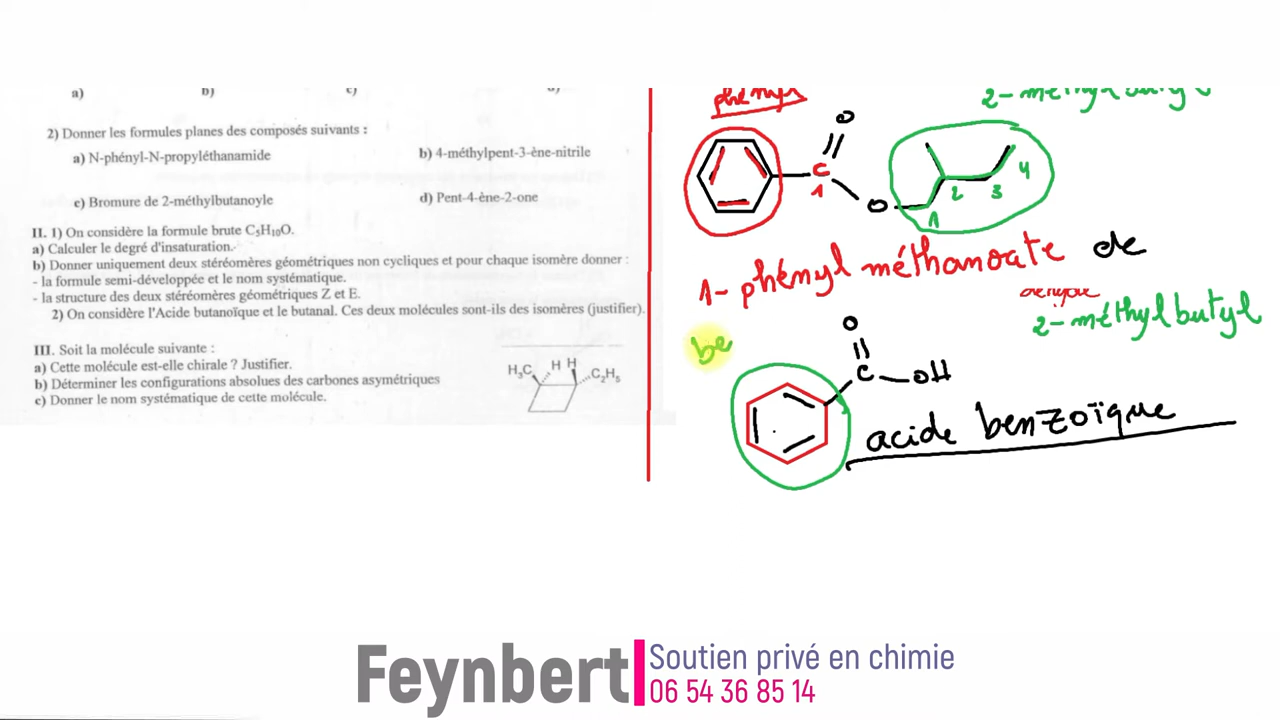 a) b) c) d)
2) Donner les formules planes des composés suivants :
a) N-phényl-N-propyléthanamide
b) 4-méthylpent-3-ène-nitrile
c) Bromure de 2-méthylbutanoyle
d) Pent-4-ène-2-one
II. 1) On considère la formule brute C₅H₁₀O.
a) Calculer le degré d'insaturation.
b) Donner uniquement deux stéréomères géométriques non cycliques et pour chaque isomère donner :
- la formule semi-développée et le nom systématique.
- la structure des deux stéréomères géométriques Z et E.
2) On considère l'Acide butanoïque et le butanal. Ces deux molécules sont-ils des isomères (justifier).
III. Soit la molécule suivante :
a) Cette molécule est-elle chirale ? Justifier.
b) Déterminer les configurations absolues des carbones asymétriques
c) Donner le nom systématique de cette molécule.
H₃C H H C₂H₅
phényl
2-méthylbutyl
O
C
1
O
1 2 3 4
1-phényl méthanoate de
2-méthylbutyl
be
O
C OH
acide benzoïque
Feynbert
Soutien privé en chimie
06 54 36 85 14